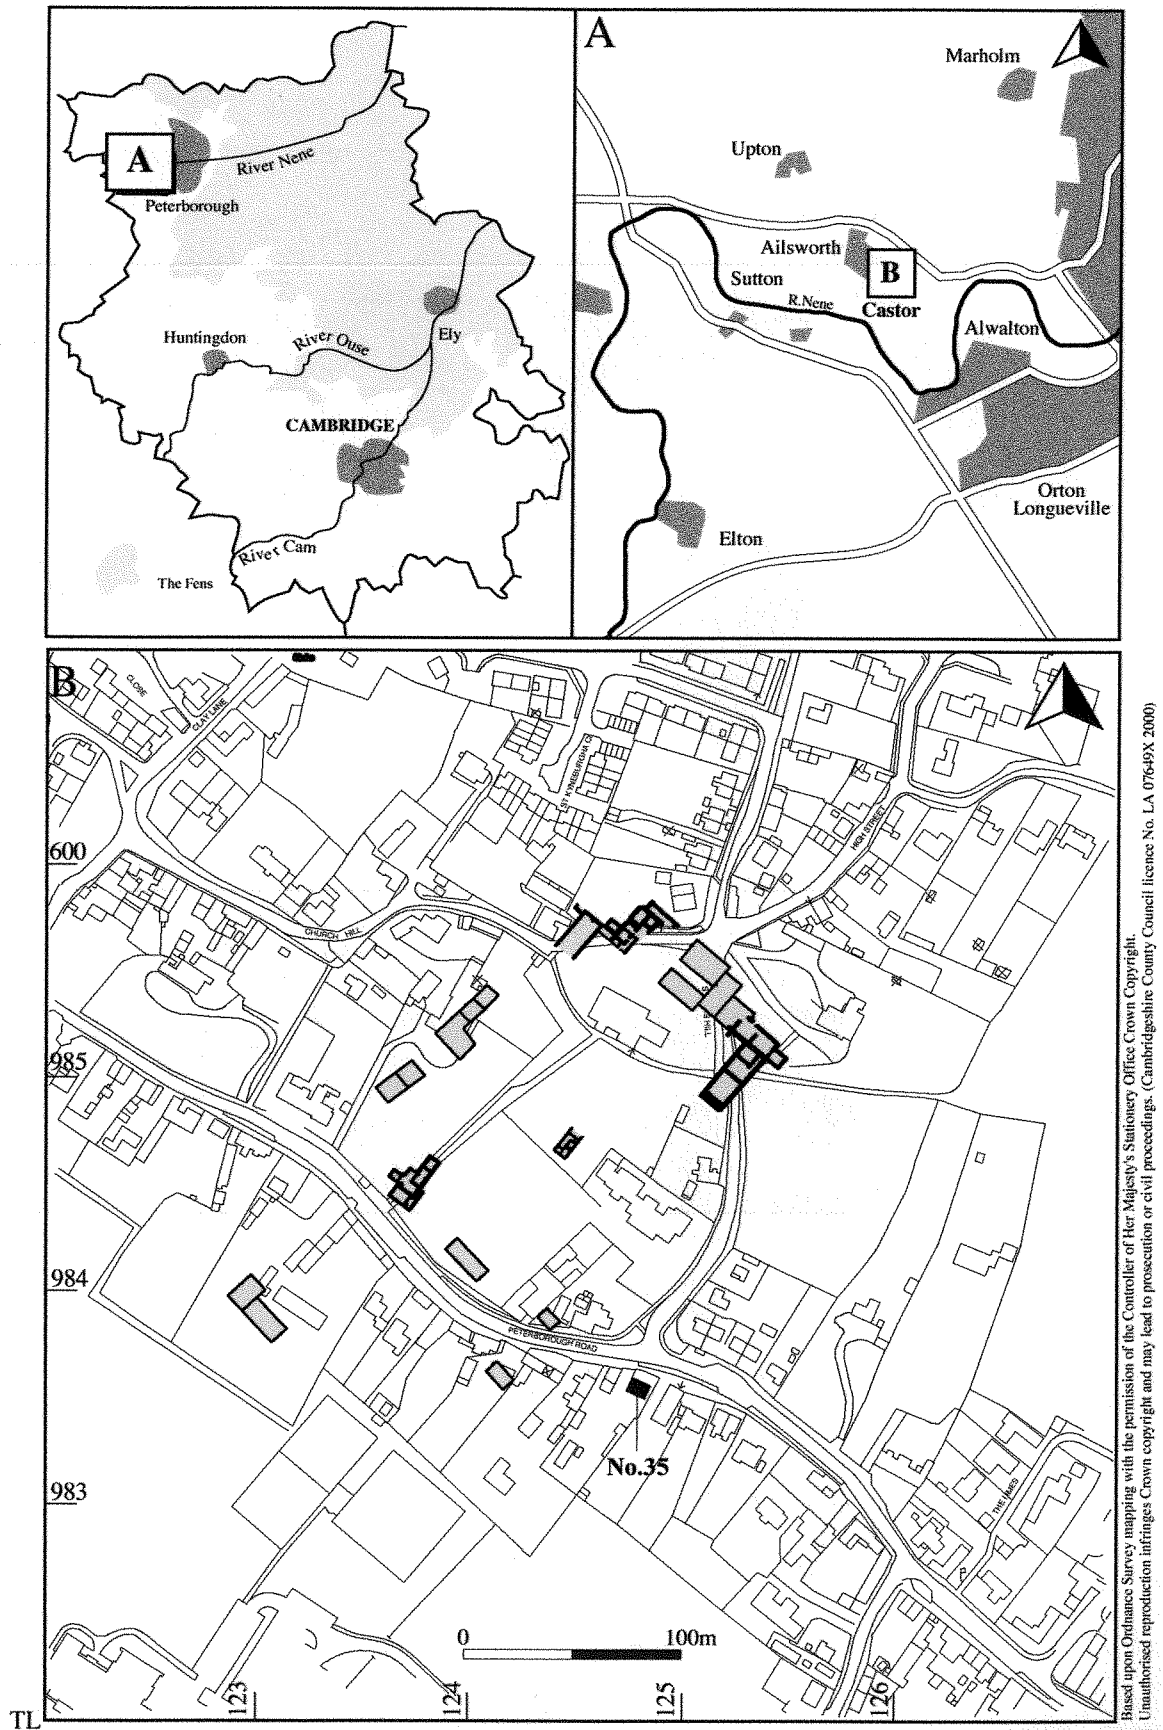 A
River Nene
Peterborough
Huntingdon
River Ouse
Ely
CAMBRIDGE
River Cam
The Fens
A
Marholm
Upton
Ailsworth
B
Sutton
R.Nene
Castor
Alwalton
Orton
Longueville
Elton
B
CLOSE
CLAY LANE
ST KYNEBURGHA
HIGH STREET
600
CHURCH HILL
HILL
985
984
PETERBOROUGH ROAD
No.35
983
THE LIMES
0 100m
123
124
125
126
TL
Based upon Ordnance Survey mapping with the permission of the Controller of Her Majesty's Stationery Office Crown Copyright.
Unauthorised reproduction infringes Crown copyright and may lead to prosecution or civil proceedings. (Cambridgeshire County Council licence No. LA 07649X 2000)